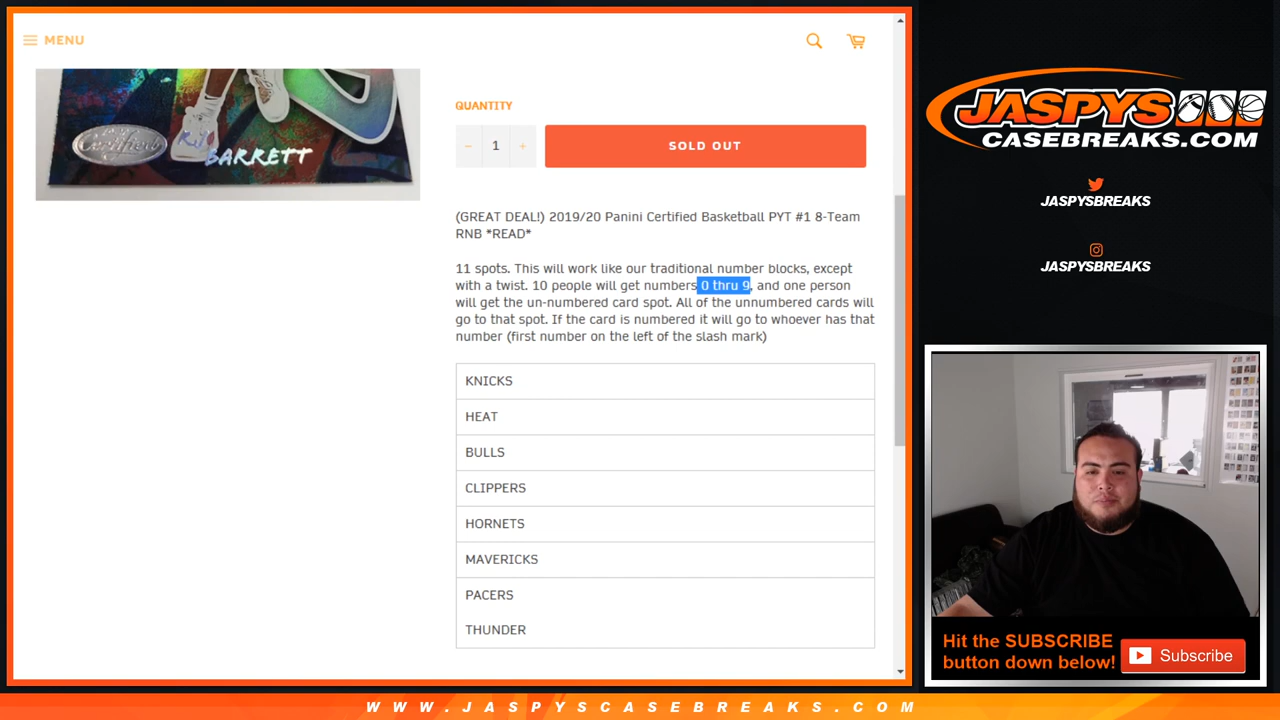 MENU
Certified
RJ
BARRETT
QUANTITY
− 1 +
SOLD OUT
(GREAT DEAL!) 2019/20 Panini Certified Basketball PYT #1 8-Team
RNB *READ*
11 spots. This will work like our traditional number blocks, except
with a twist. 10 people will get numbers 0 thru 9, and one person
will get the un-numbered card spot. All of the unnumbered cards will
go to that spot. If the card is numbered it will go to whoever has that
number (first number on the left of the slash mark)
KNICKS
HEAT
BULLS
CLIPPERS
HORNETS
MAVERICKS
PACERS
THUNDER
JASPYS
CASEBREAKS.COM
JASPYSBREAKS
JASPYSBREAKS
Hit the SUBSCRIBE
button down below!
Subscribe
WWW.JASPYSCASEBREAKS.COM